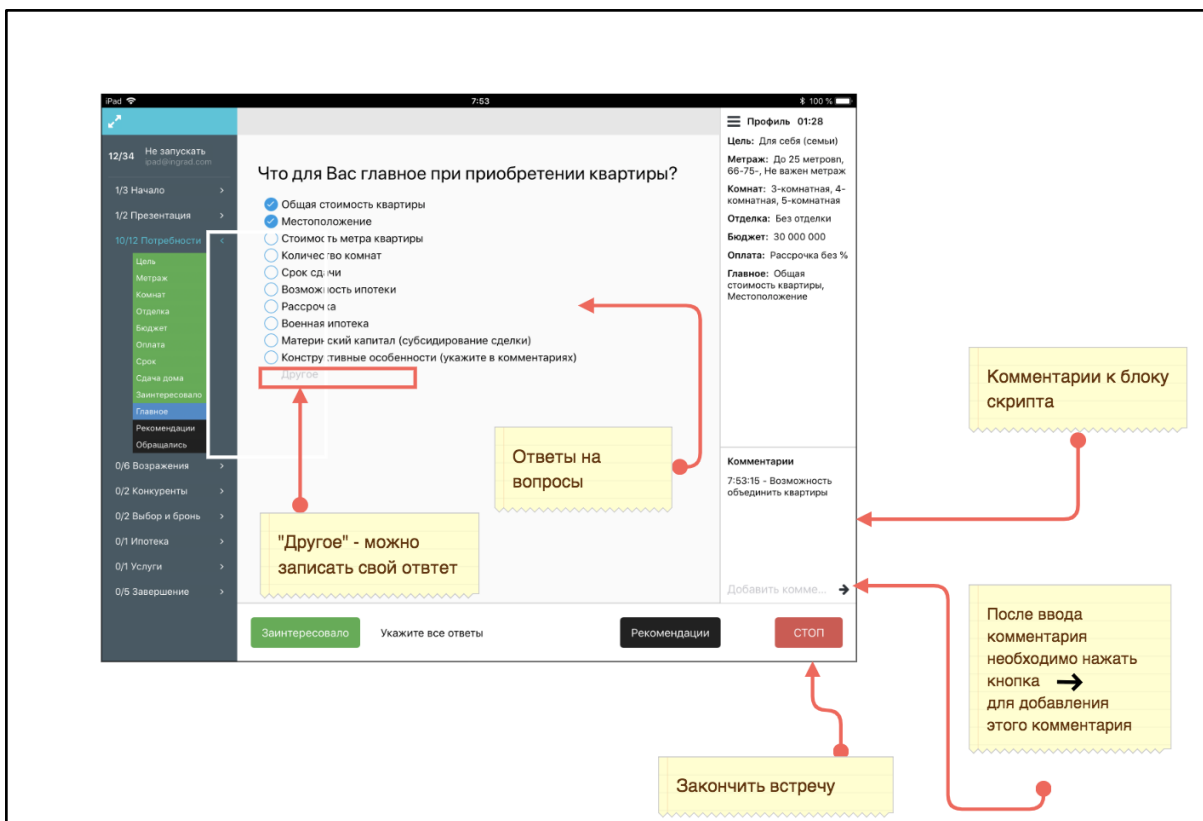 iPad 7:53 100 %
12/34 Не запускать
ipad@ingrad.com
1/3 Начало
1/2 Презентация
10/12 Потребности
Цель
Метраж
Комнат
Отделка
Бюджет
Оплата
Срок
Сдача дома
Заинтересовало
Главное
Рекомендации
Обращались
0/6 Возражения
0/2 Конкуренты
0/2 Выбор и бронь
0/1 Ипотека
0/1 Услуги
0/5 Завершение
Что для Вас главное при приобретении квартиры?
Общая стоимость квартиры
Местоположение
Стоимость метра квартиры
Количество комнат
Срок сдачи
Возможность ипотеки
Рассрочка
Военная ипотека
Материнский капитал (субсидирование сделки)
Конструктивные особенности (укажите в комментариях)
Другое
Ответы на
вопросы
"Другое" - можно
записать свой отвтет
Заинтересовало Укажите все ответы Рекомендации СТОП
Профиль 01:28
Цель: Для себя (семьи)
Метраж: До 25 метровп,
66-75-, Не важен метраж
Комнат: 3-комнатная, 4-
комнатная, 5-комнатная
Отделка: Без отделки
Бюджет: 30 000 000
Оплата: Рассрочка без %
Главное: Общая
стоимость квартиры,
Местоположение
Комментарии
7:53:15 - Возможность
объединить квартиры
Добавить комме...
Комментарии к блоку
скрипта
После ввода
комментария
необходимо нажать
кнопка →
для добавления
этого комментария
Закончить встречу